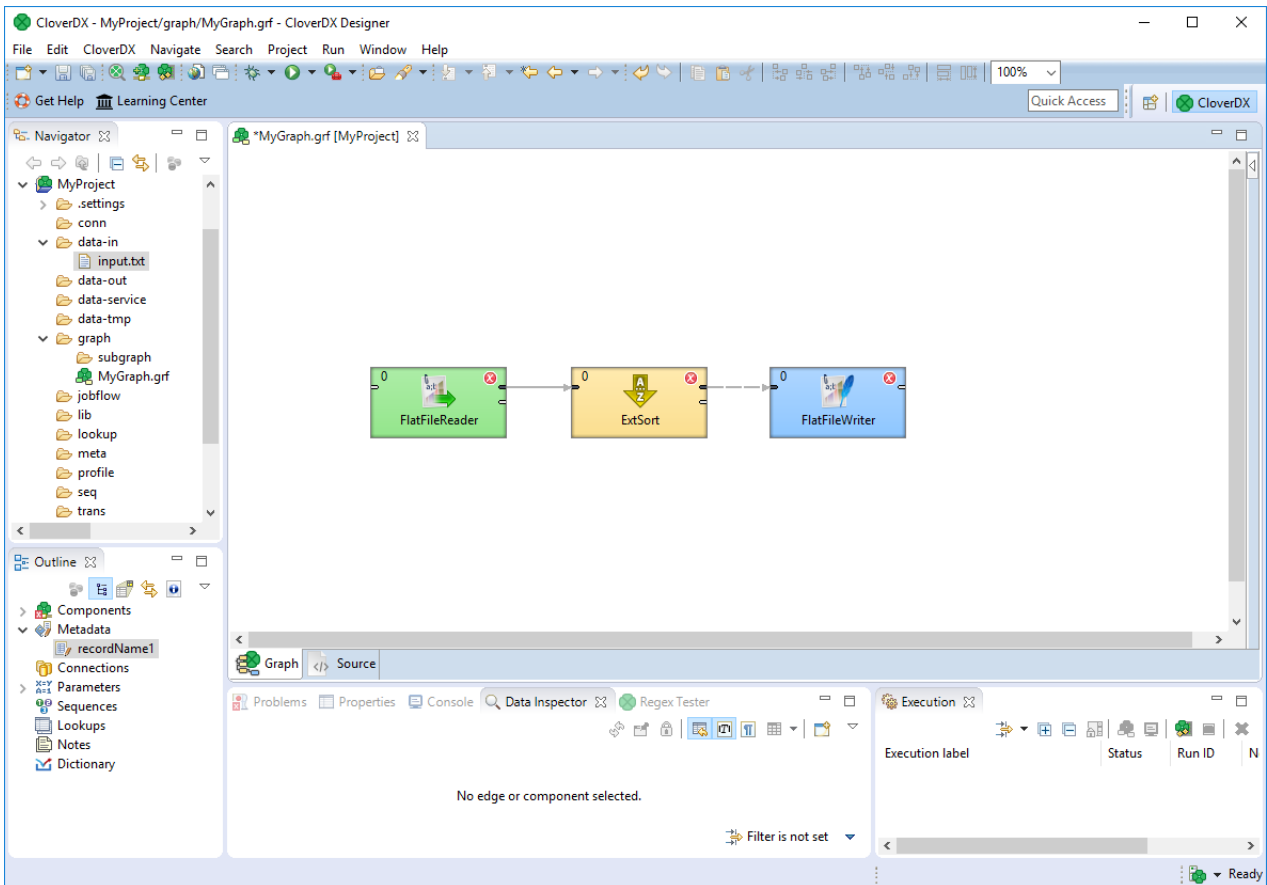 CloverDX - MyProject/graph/MyGraph.grf - CloverDX Designer
File Edit CloverDX Navigate Search Project Run Window Help
100%
Get Help Learning Center
Quick Access
CloverDX
Navigator
MyProject
.settings
conn
data-in
input.txt
data-out
data-service
data-tmp
graph
subgraph
MyGraph.grf
jobflow
lib
lookup
meta
profile
seq
trans
*MyGraph.grf [MyProject]
0 0 0
FlatFileReader ExtSort FlatFileWriter
Graph Source
Outline
Components
Metadata
recordName1
Connections
Parameters
Sequences
Lookups
Notes
Dictionary
Problems Properties Console Data Inspector Regex Tester
No edge or component selected.
Filter is not set
Execution
Execution label Status Run ID N
Ready